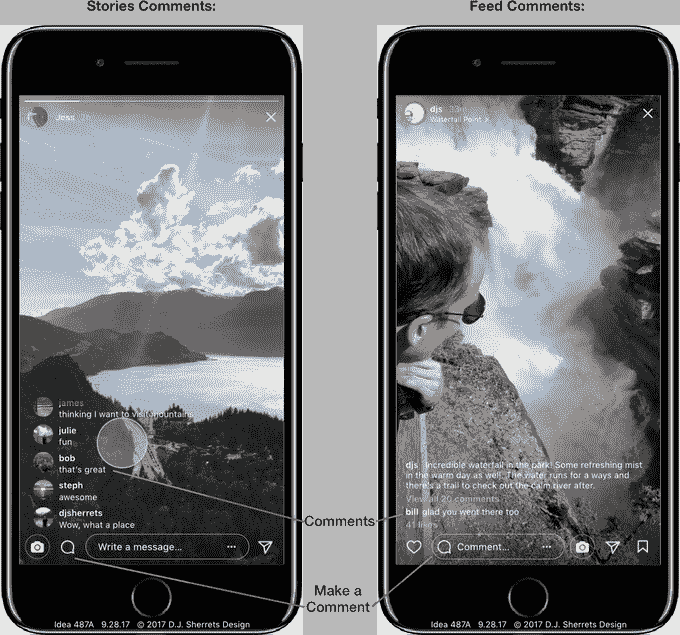 Stories Comments:
Feed Comments:
Jess 2h
james
thinking I want to visit mountains
julie
fun
bob
that's great
steph
awesome
djsherrets
Wow, what a place
Write a message...
djs 33m
Waterfall Point >
djs Incredible waterfall in the park! Some refreshing mist
in the warm day as well. The water runs for a ways and
there's a trail to check out the calm river after.
View all 20 comments
bill glad you went there too
41 likes
Comment...
Comments
Make a
Comment
Idea 487A 9.28.17 © 2017 D.J. Sherrets Design
Idea 487A 9.28.17 © 2017 D.J. Sherrets Design